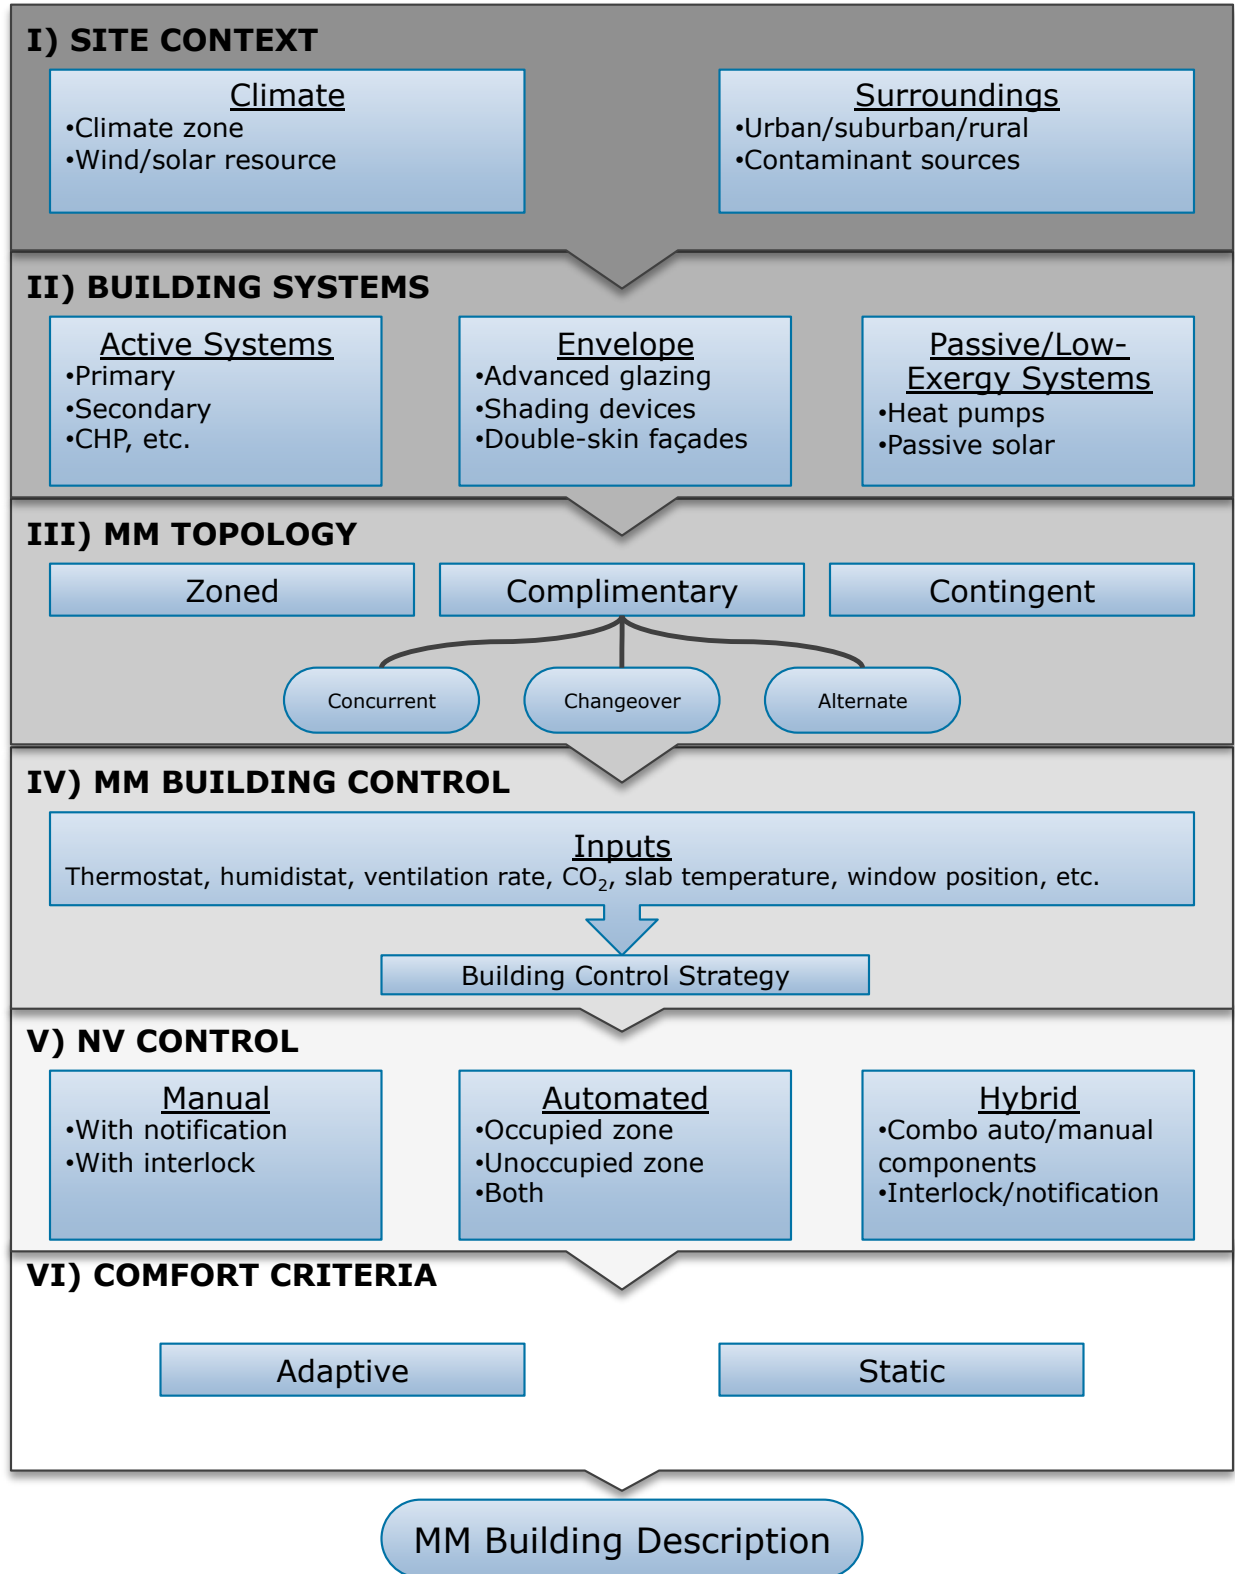 I) SITE CONTEXT
Climate
•Climate zone
•Wind/solar resource
Surroundings
•Urban/suburban/rural
•Contaminant sources
II) BUILDING SYSTEMS
Active Systems
•Primary
•Secondary
•CHP, etc.
Envelope
•Advanced glazing
•Shading devices
•Double-skin façades
Passive/Low-
Exergy Systems
•Heat pumps
•Passive solar
III) MM TOPOLOGY
Zoned
Complimentary
Contingent
Concurrent
Changeover
Alternate
IV) MM BUILDING CONTROL
Inputs
Thermostat, humidistat, ventilation rate, CO₂, slab temperature, window position, etc.
Building Control Strategy
V) NV CONTROL
Manual
•With notification
•With interlock
Automated
•Occupied zone
•Unoccupied zone
•Both
Hybrid
•Combo auto/manual
components
•Interlock/notification
VI) COMFORT CRITERIA
Adaptive
Static
MM Building Description